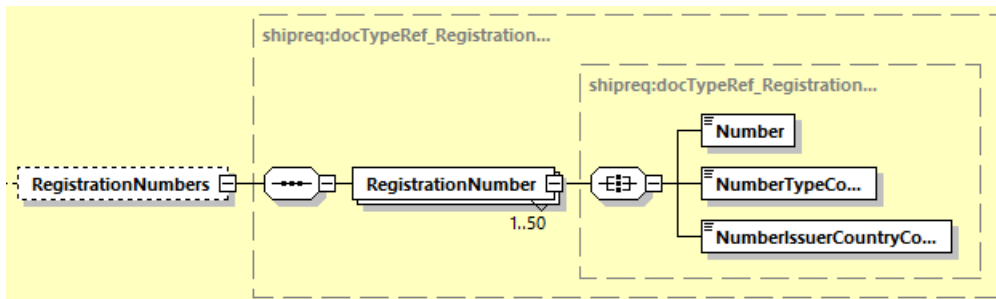 shipreq:docTypeRef_Registration...
shipreq:docTypeRef_Registration...
Number
RegistrationNumbers
RegistrationNumber
NumberTypeCo...
1..50
NumberIssuerCountryCo...